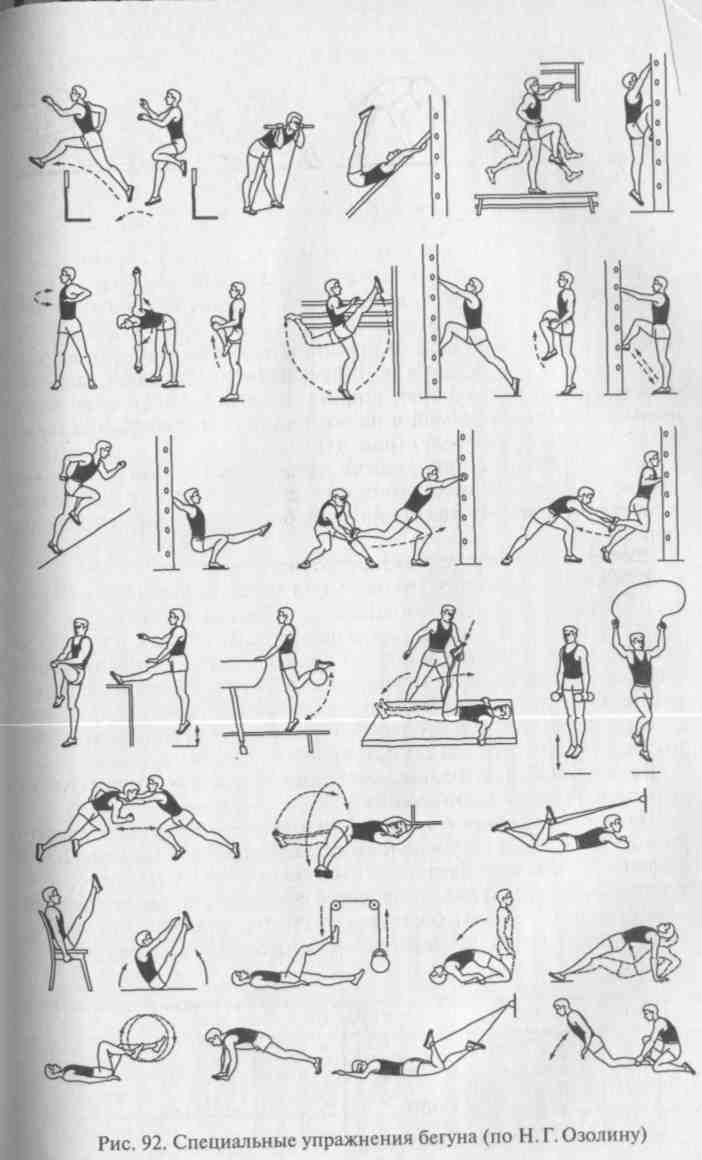 Рис. 92. Специальные упражнения бегуна (по Н. Г. Озолину)